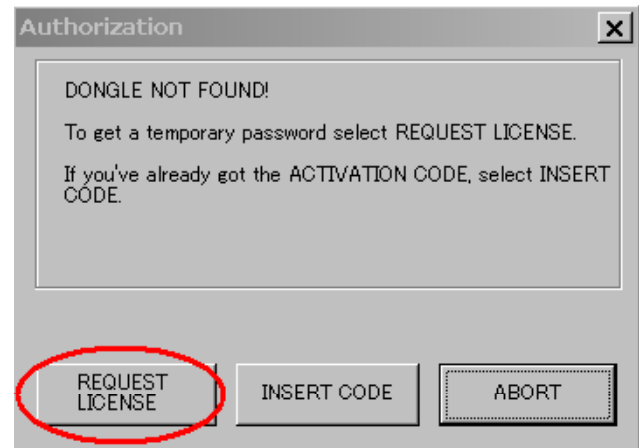 Authorization
DONGLE NOT FOUND!
To get a temporary password select REQUEST LICENSE.
If you've already got the ACTIVATION CODE, select INSERT
CODE.
REQUEST
LICENSE
INSERT CODE
ABORT